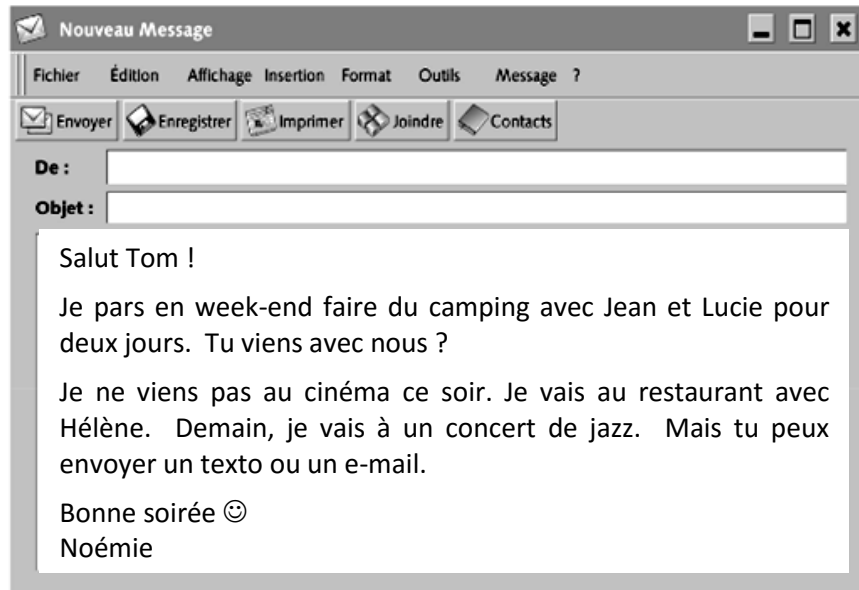 Nouveau Message
Fichier Édition Affichage Insertion Format Outils Message ?
Envoyer Enregistrer Imprimer Joindre Contacts
De :
Objet :
Salut Tom !
Je pars en week-end faire du camping avec Jean et Lucie pour
deux jours. Tu viens avec nous ?
Je ne viens pas au cinéma ce soir. Je vais au restaurant avec
Hélène. Demain, je vais à un concert de jazz. Mais tu peux
envoyer un texto ou un e-mail.
Bonne soirée ☺
Noémie